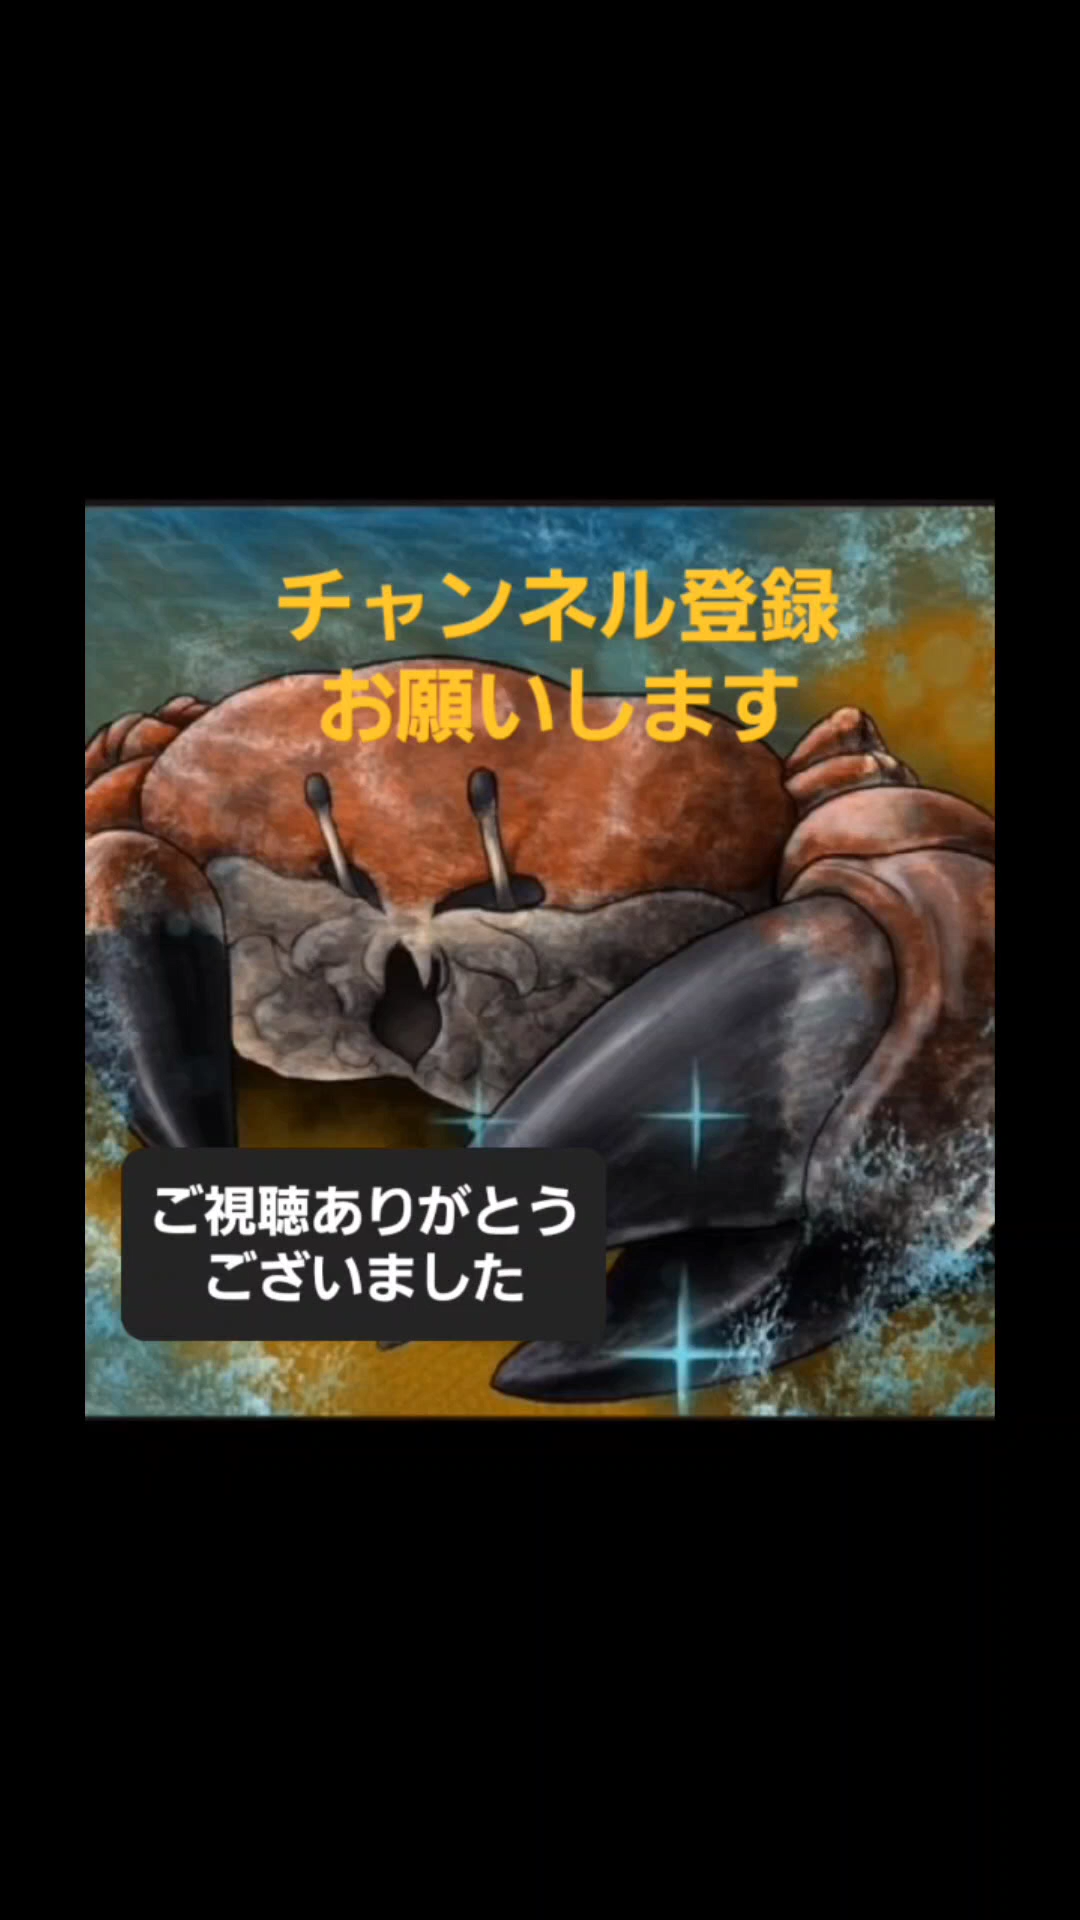 チャンネル登録
お願いします
ご視聴ありがとう
ございました